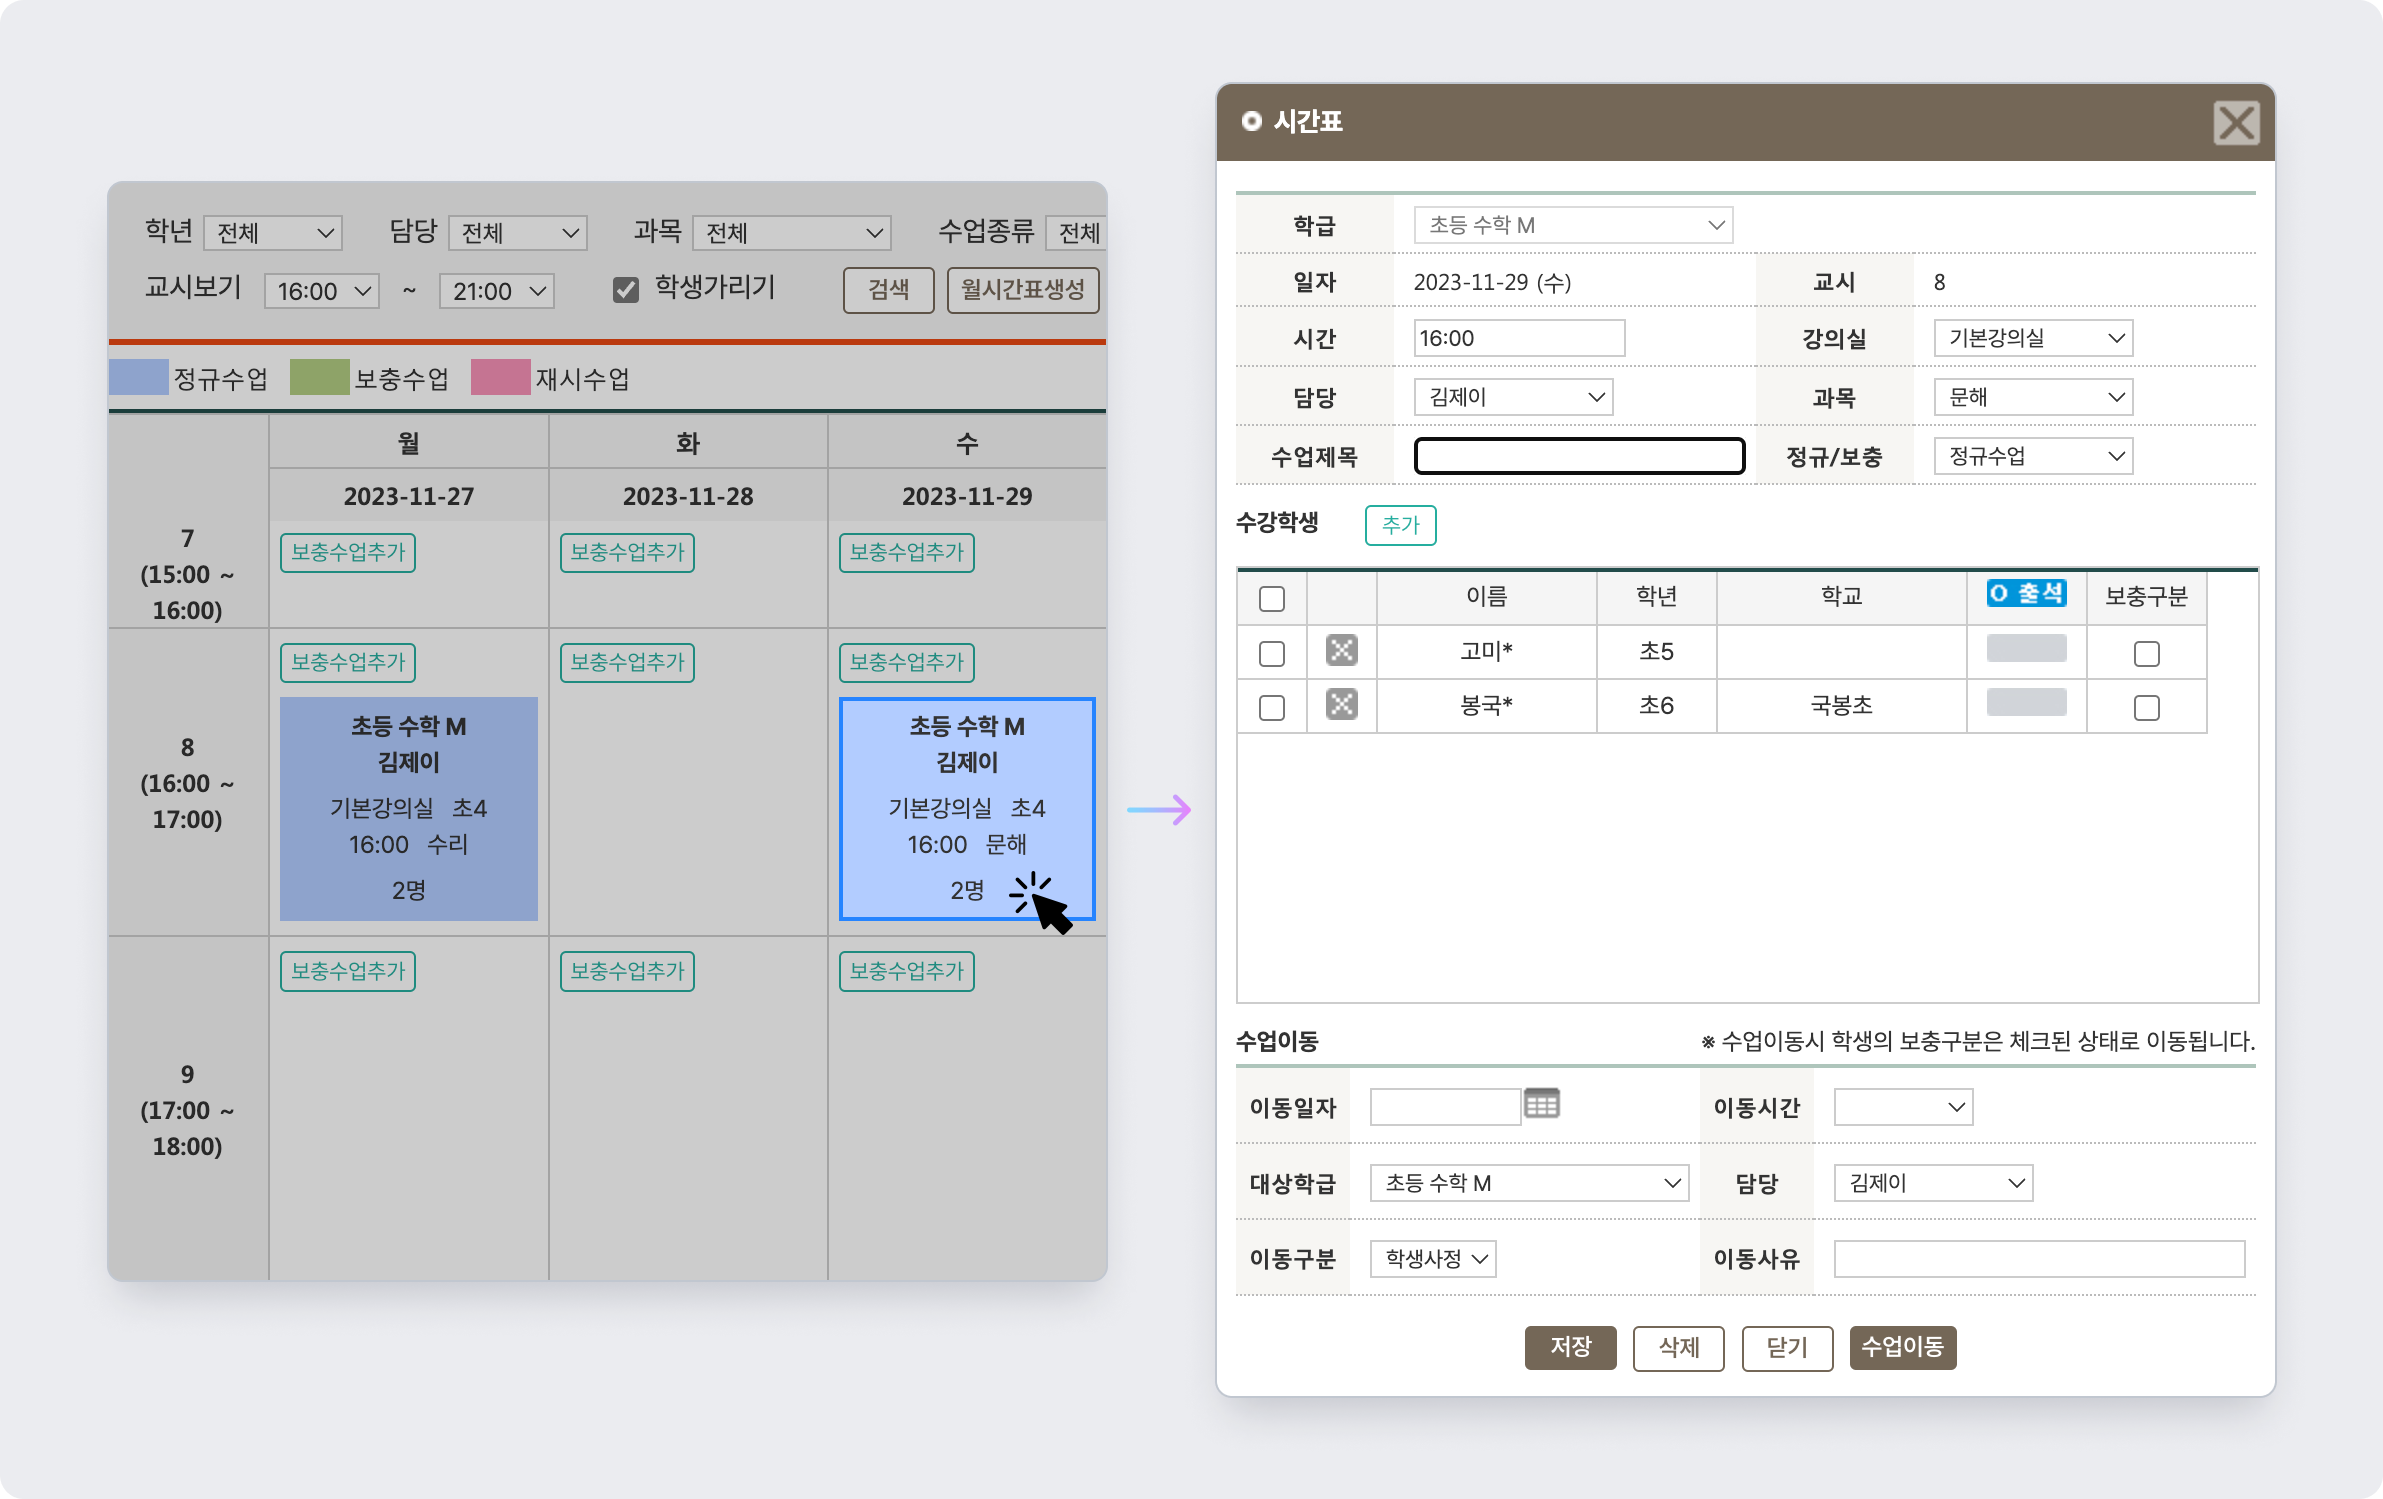 학년 전체 담당 전체 과목 전체 수업종류 전체
교시보기 16:00 ~ 21:00 학생가리기 검색 월시간표생성
정규수업 보충수업 재시수업
월 화 수
2023-11-27 2023-11-28 2023-11-29
7
(15:00 ~
16:00)
보충수업추가 보충수업추가 보충수업추가
8
(16:00 ~
17:00)
보충수업추가 보충수업추가 보충수업추가
초등 수학 M
김제이
기본강의실 초4
16:00 수리
2명
초등 수학 M
김제이
기본강의실 초4
16:00 문해
2명
9
(17:00 ~
18:00)
보충수업추가 보충수업추가 보충수업추가
시간표
학급 초등 수학 M
일자 2023-11-29 (수) 교시 8
시간 16:00 강의실 기본강의실
담당 김제이 과목 문해
수업제목 정규/보충 정규수업
수강학생 추가
이름 학년 학교 O 출석 보충구분
고미* 초5
봉국* 초6 국봉초
수업이동 ※ 수업이동시 학생의 보충구분은 체크된 상태로 이동됩니다.
이동일자 이동시간
대상학급 초등 수학 M 담당 김제이
이동구분 학생사정 이동사유
저장 삭제 닫기 수업이동